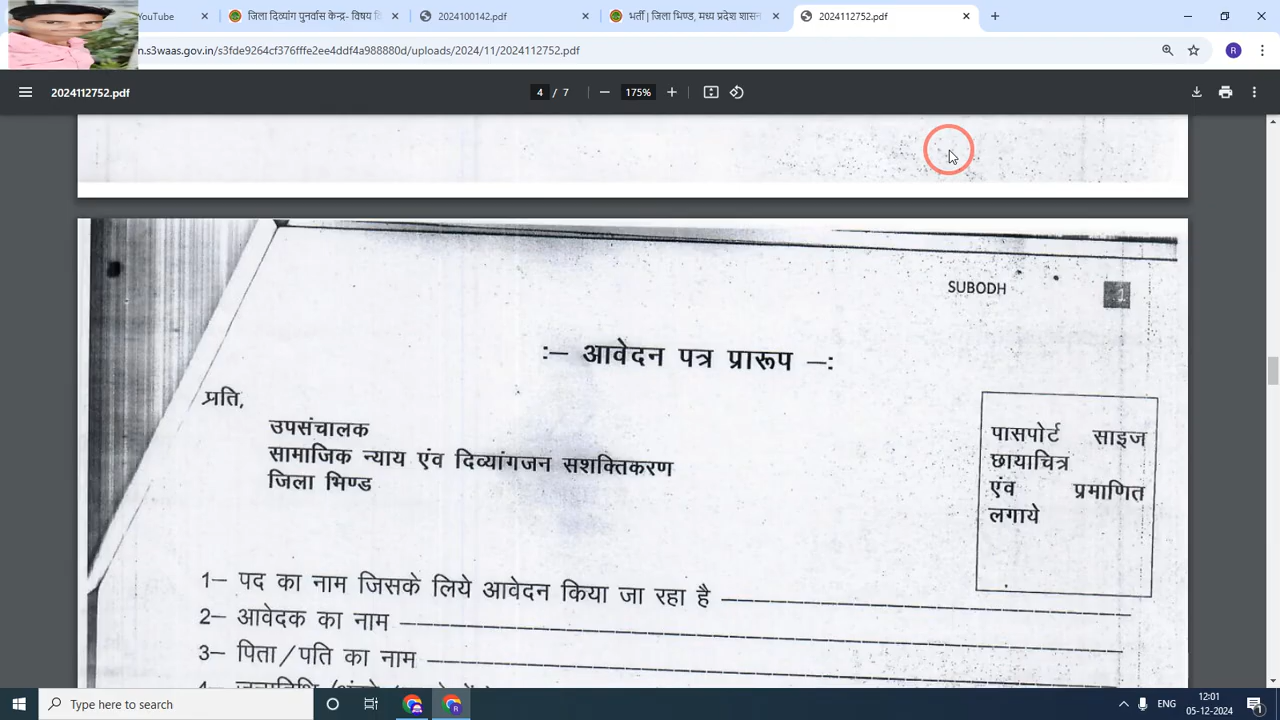 YouTube
जिला दिव्यांग पुनर्वास केन्द्र- विषय वि
भर्ती | जिला भिण्ड, मध्य प्रदेश शासन
2024112752.pdf
n.s3waas.gov.in/s3fde9264cf376fffe2ee4ddf4a988880d/uploads/2024/11/2024112752.pdf
R
2024112752.pdf
4 / 7
175%
SUBODH
1
:– आवेदन पत्र प्रारूप –:
प्रति,
उपसंचालक
सामाजिक न्याय एंव दिव्यांगजन सशक्तिकरण
जिला भिण्ड
पासपोर्ट साइज
छायाचित्र
एंव प्रमाणित
लगाये
1– पद का नाम जिसके लिये आवेदन किया जा रहा है
2– आवेदक का नाम
3– पिता/पति का नाम
Type here to search
ENG
12:01
05-12-2024